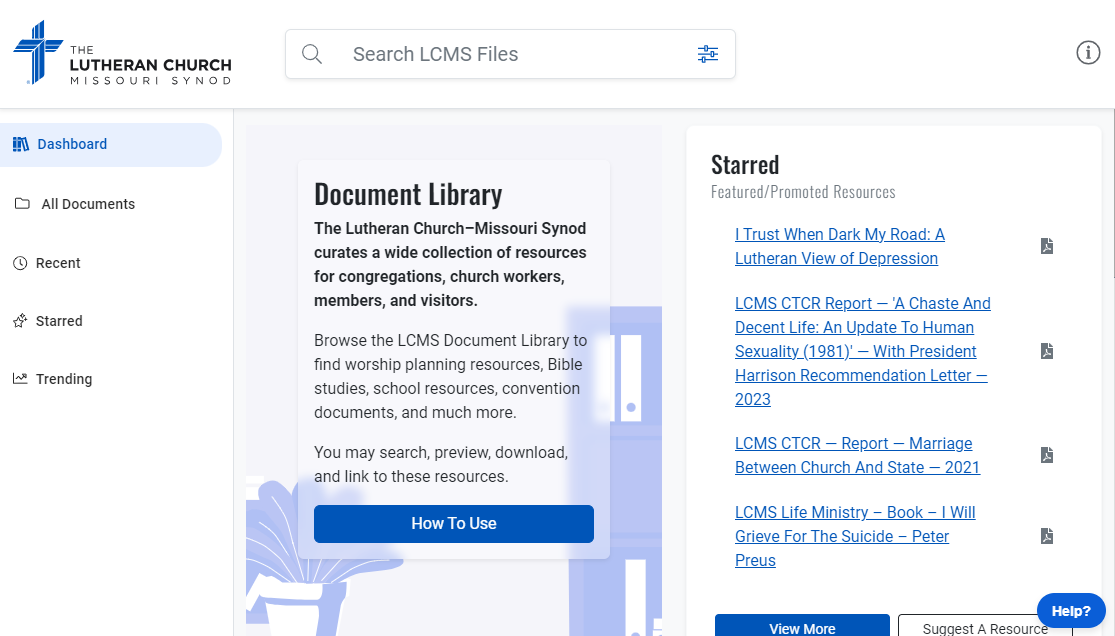 THE
LUTHERAN CHURCH
MISSOURI SYNOD
Search LCMS Files
Dashboard
All Documents
Recent
Starred
Trending
Document Library
The Lutheran Church–Missouri Synod
curates a wide collection of resources
for congregations, church workers,
members, and visitors.
Browse the LCMS Document Library to
find worship planning resources, Bible
studies, school resources, convention
documents, and much more.
You may search, preview, download,
and link to these resources.
How To Use
Starred
Featured/Promoted Resources
I Trust When Dark My Road: A
Lutheran View of Depression
LCMS CTCR Report — 'A Chaste And
Decent Life: An Update To Human
Sexuality (1981)' — With President
Harrison Recommendation Letter —
2023
LCMS CTCR — Report — Marriage
Between Church And State — 2021
LCMS Life Ministry – Book – I Will
Grieve For The Suicide – Peter
Preus
View More
Suggest A Resource
Help?